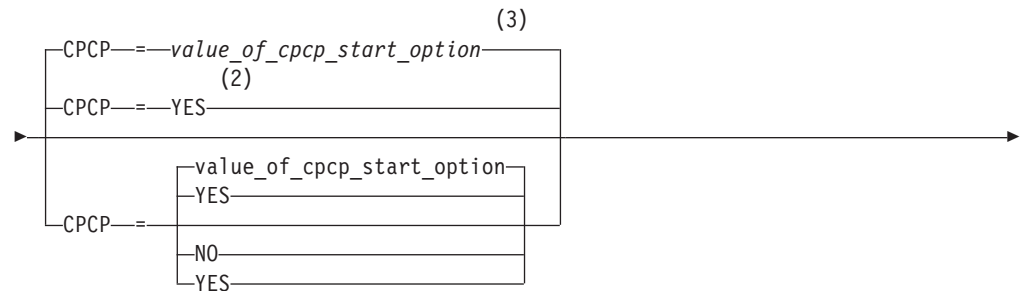 (3)
CPCP = value_of_cpcp_start_option
(2)
CPCP = YES
value_of_cpcp_start_option
YES
CPCP =
NO
YES